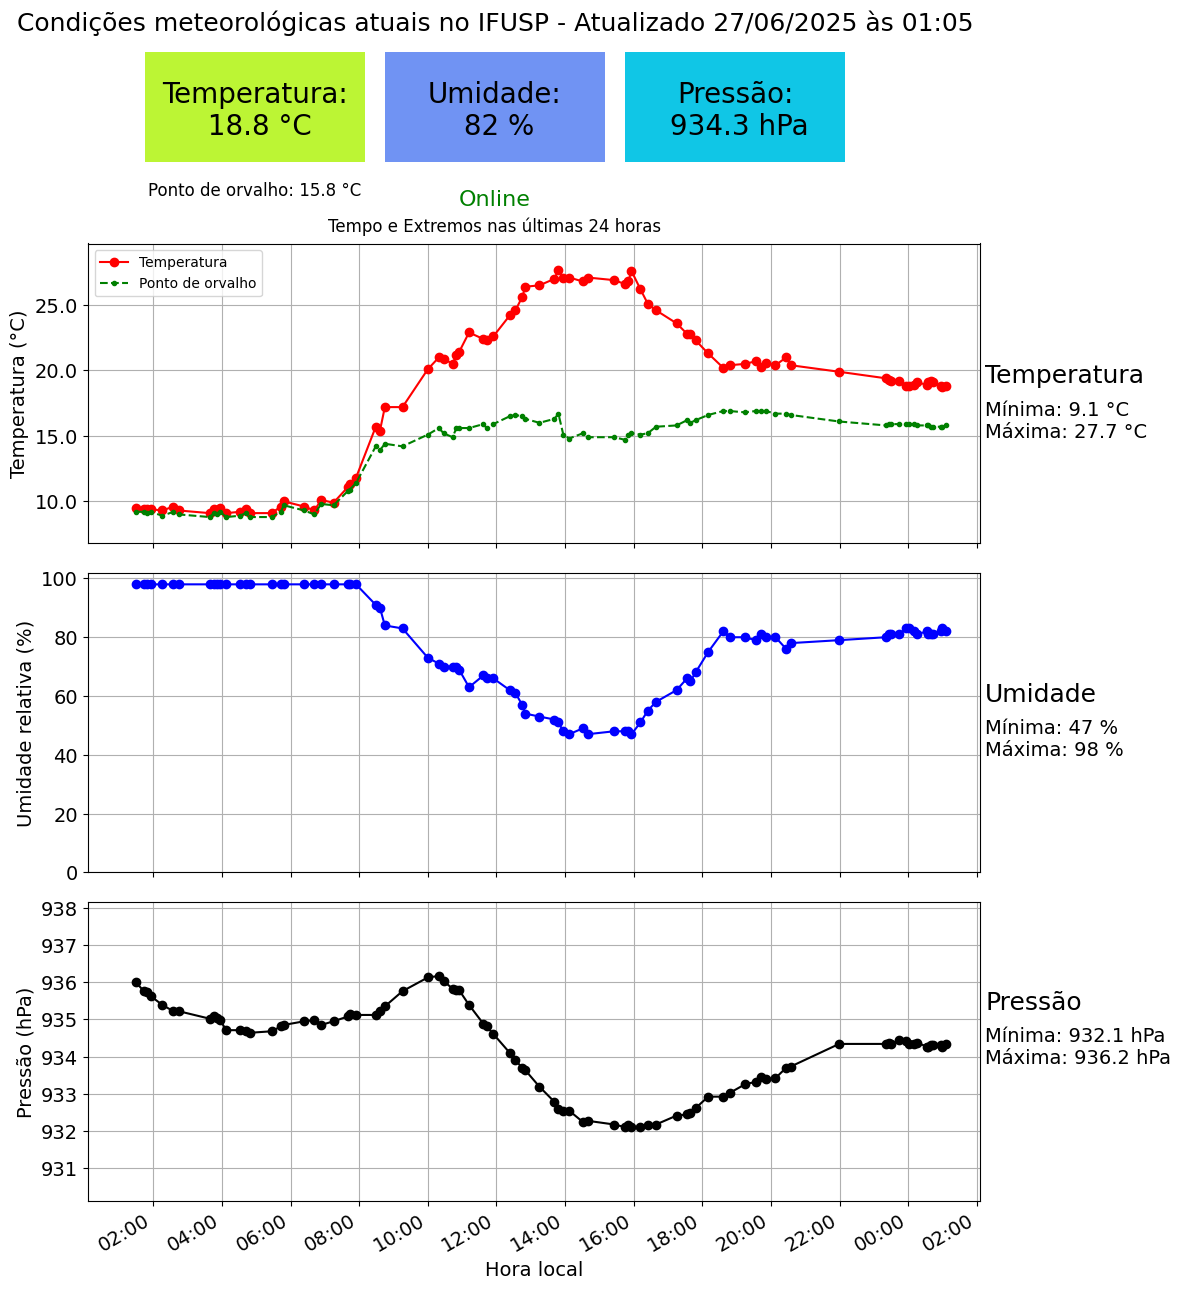 Condições meteorológicas atuais no IFUSP - Atualizado 27/06/2025 às 01:05
Temperatura:
18.8 °C
Umidade:
82 %
Pressão:
934.3 hPa
Ponto de orvalho: 15.8 °C
Online
Tempo e Extremos nas últimas 24 horas
Temperatura
Ponto de orvalho
Temperatura (°C)
25.0
20.0
15.0
10.0
Temperatura
Mínima: 9.1 °C
Máxima: 27.7 °C
Umidade relativa (%)
100
80
60
40
20
0
Umidade
Mínima: 47 %
Máxima: 98 %
Pressão (hPa)
938
937
936
935
934
933
932
931
Pressão
Mínima: 932.1 hPa
Máxima: 936.2 hPa
02:00
04:00
06:00
08:00
10:00
12:00
14:00
16:00
18:00
20:00
22:00
00:00
02:00
Hora local